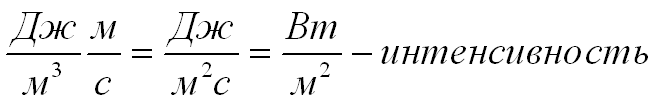 Дж/м³ м/с = Дж/м²с = Вт/м² – интенсивность